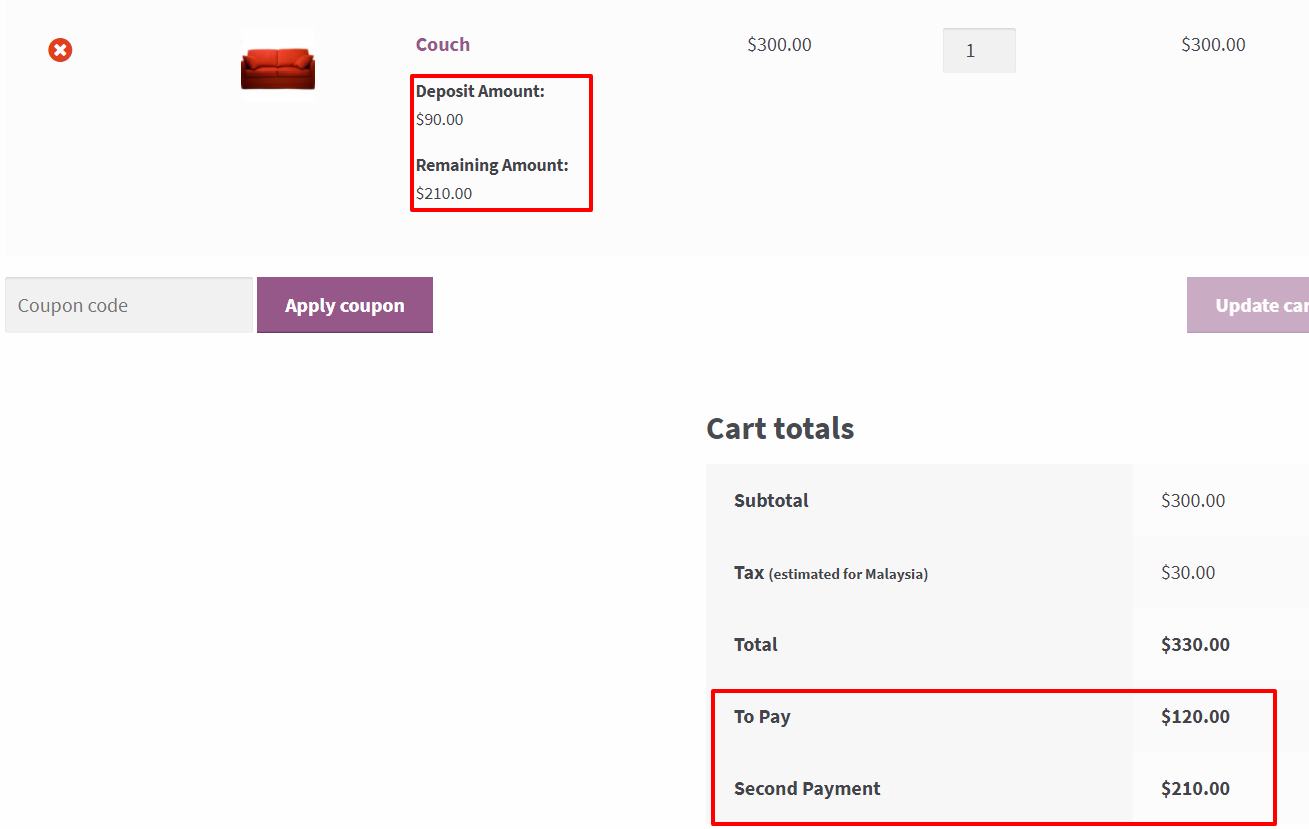 Couch $300.00 1 $300.00
Deposit Amount:
$90.00
Remaining Amount:
$210.00
Coupon code Apply coupon Update car
Cart totals
Subtotal $300.00
Tax (estimated for Malaysia) $30.00
Total $330.00
To Pay $120.00
Second Payment $210.00